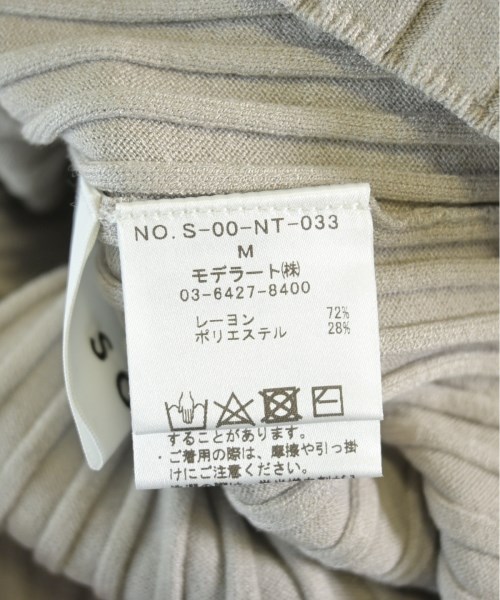 NO. S-00-NT-033
M
モデラート㈱
03-6427-8400
レーヨン 72%
ポリエステル 28%
することがあります。
・ご着用の際は、摩擦や引っ掛
けにご注意ください。
S